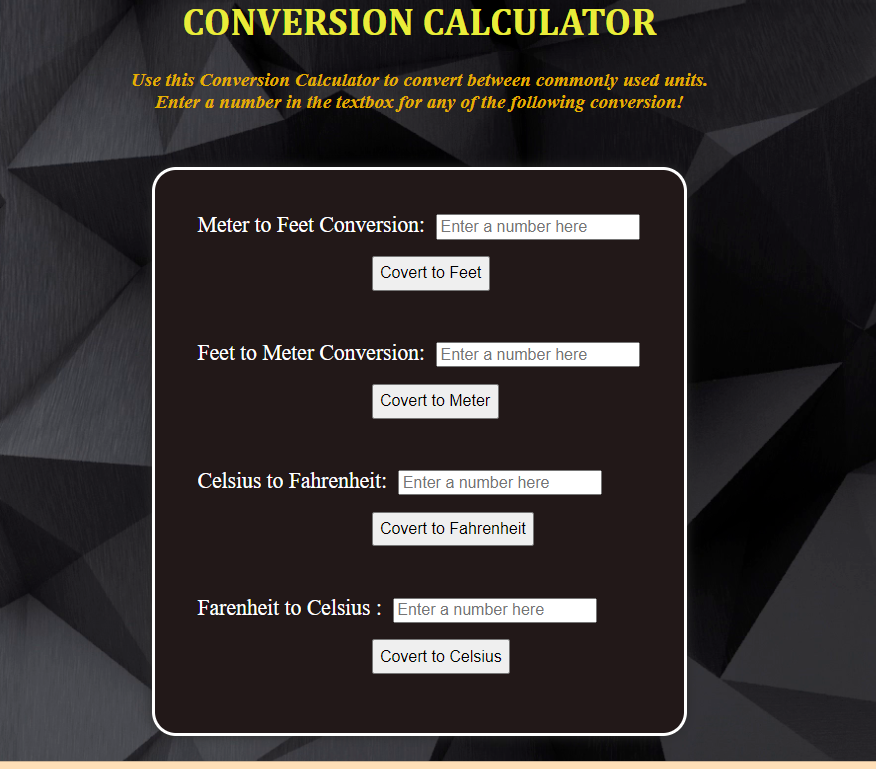 CONVERSION CALCULATOR
Use this Conversion Calculator to convert between commonly used units.
Enter a number in the textbox for any of the following conversion!
Meter to Feet Conversion: Enter a number here
Covert to Feet
Feet to Meter Conversion: Enter a number here
Covert to Meter
Celsius to Fahrenheit: Enter a number here
Covert to Fahrenheit
Farenheit to Celsius : Enter a number here
Covert to Celsius